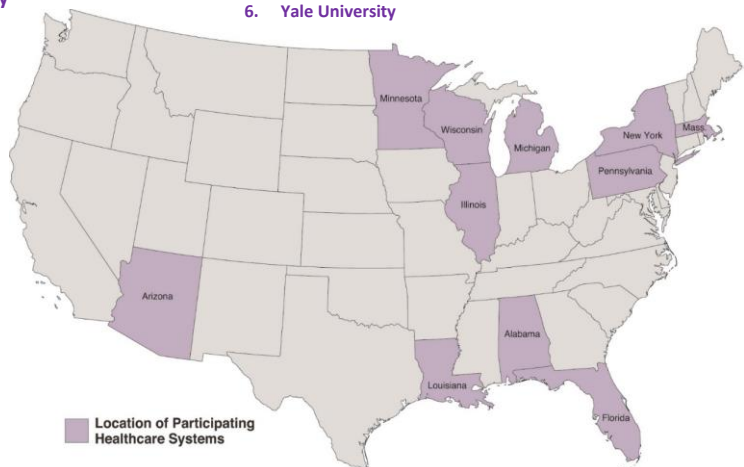 y
6. Yale University
Minnesota
Wisconsin
Michigan
New York
Mass.
Pennsylvania
Illinois
Arizona
Alabama
Louisiana
Florida
Location of Participating
Healthcare Systems